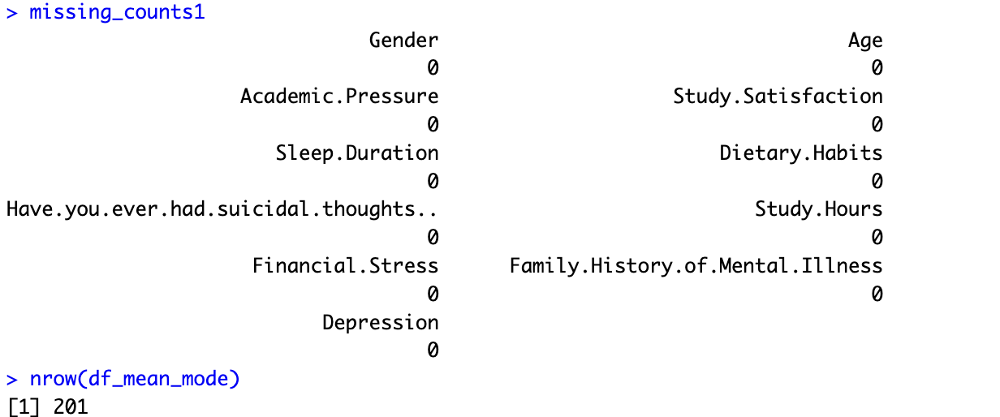 > missing_counts1
Gender Age
0 0
Academic.Pressure Study.Satisfaction
0 0
Sleep.Duration Dietary.Habits
0 0
Have.you.ever.had.suicidal.thoughts.. Study.Hours
0 0
Financial.Stress Family.History.of.Mental.Illness
0 0
Depression
0
> nrow(df_mean_mode)
[1] 201